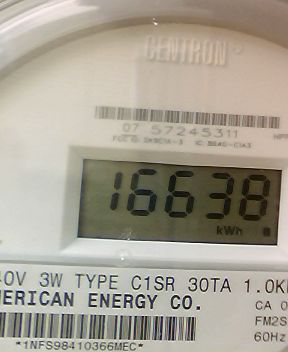 CENTRON
07 57245311
16638
kWh
40V 3W TYPE C1SR 30TA 1.0K
MERICAN ENERGY CO.
CA 0
FM2S
60Hz
*1NFS98410366MEC*